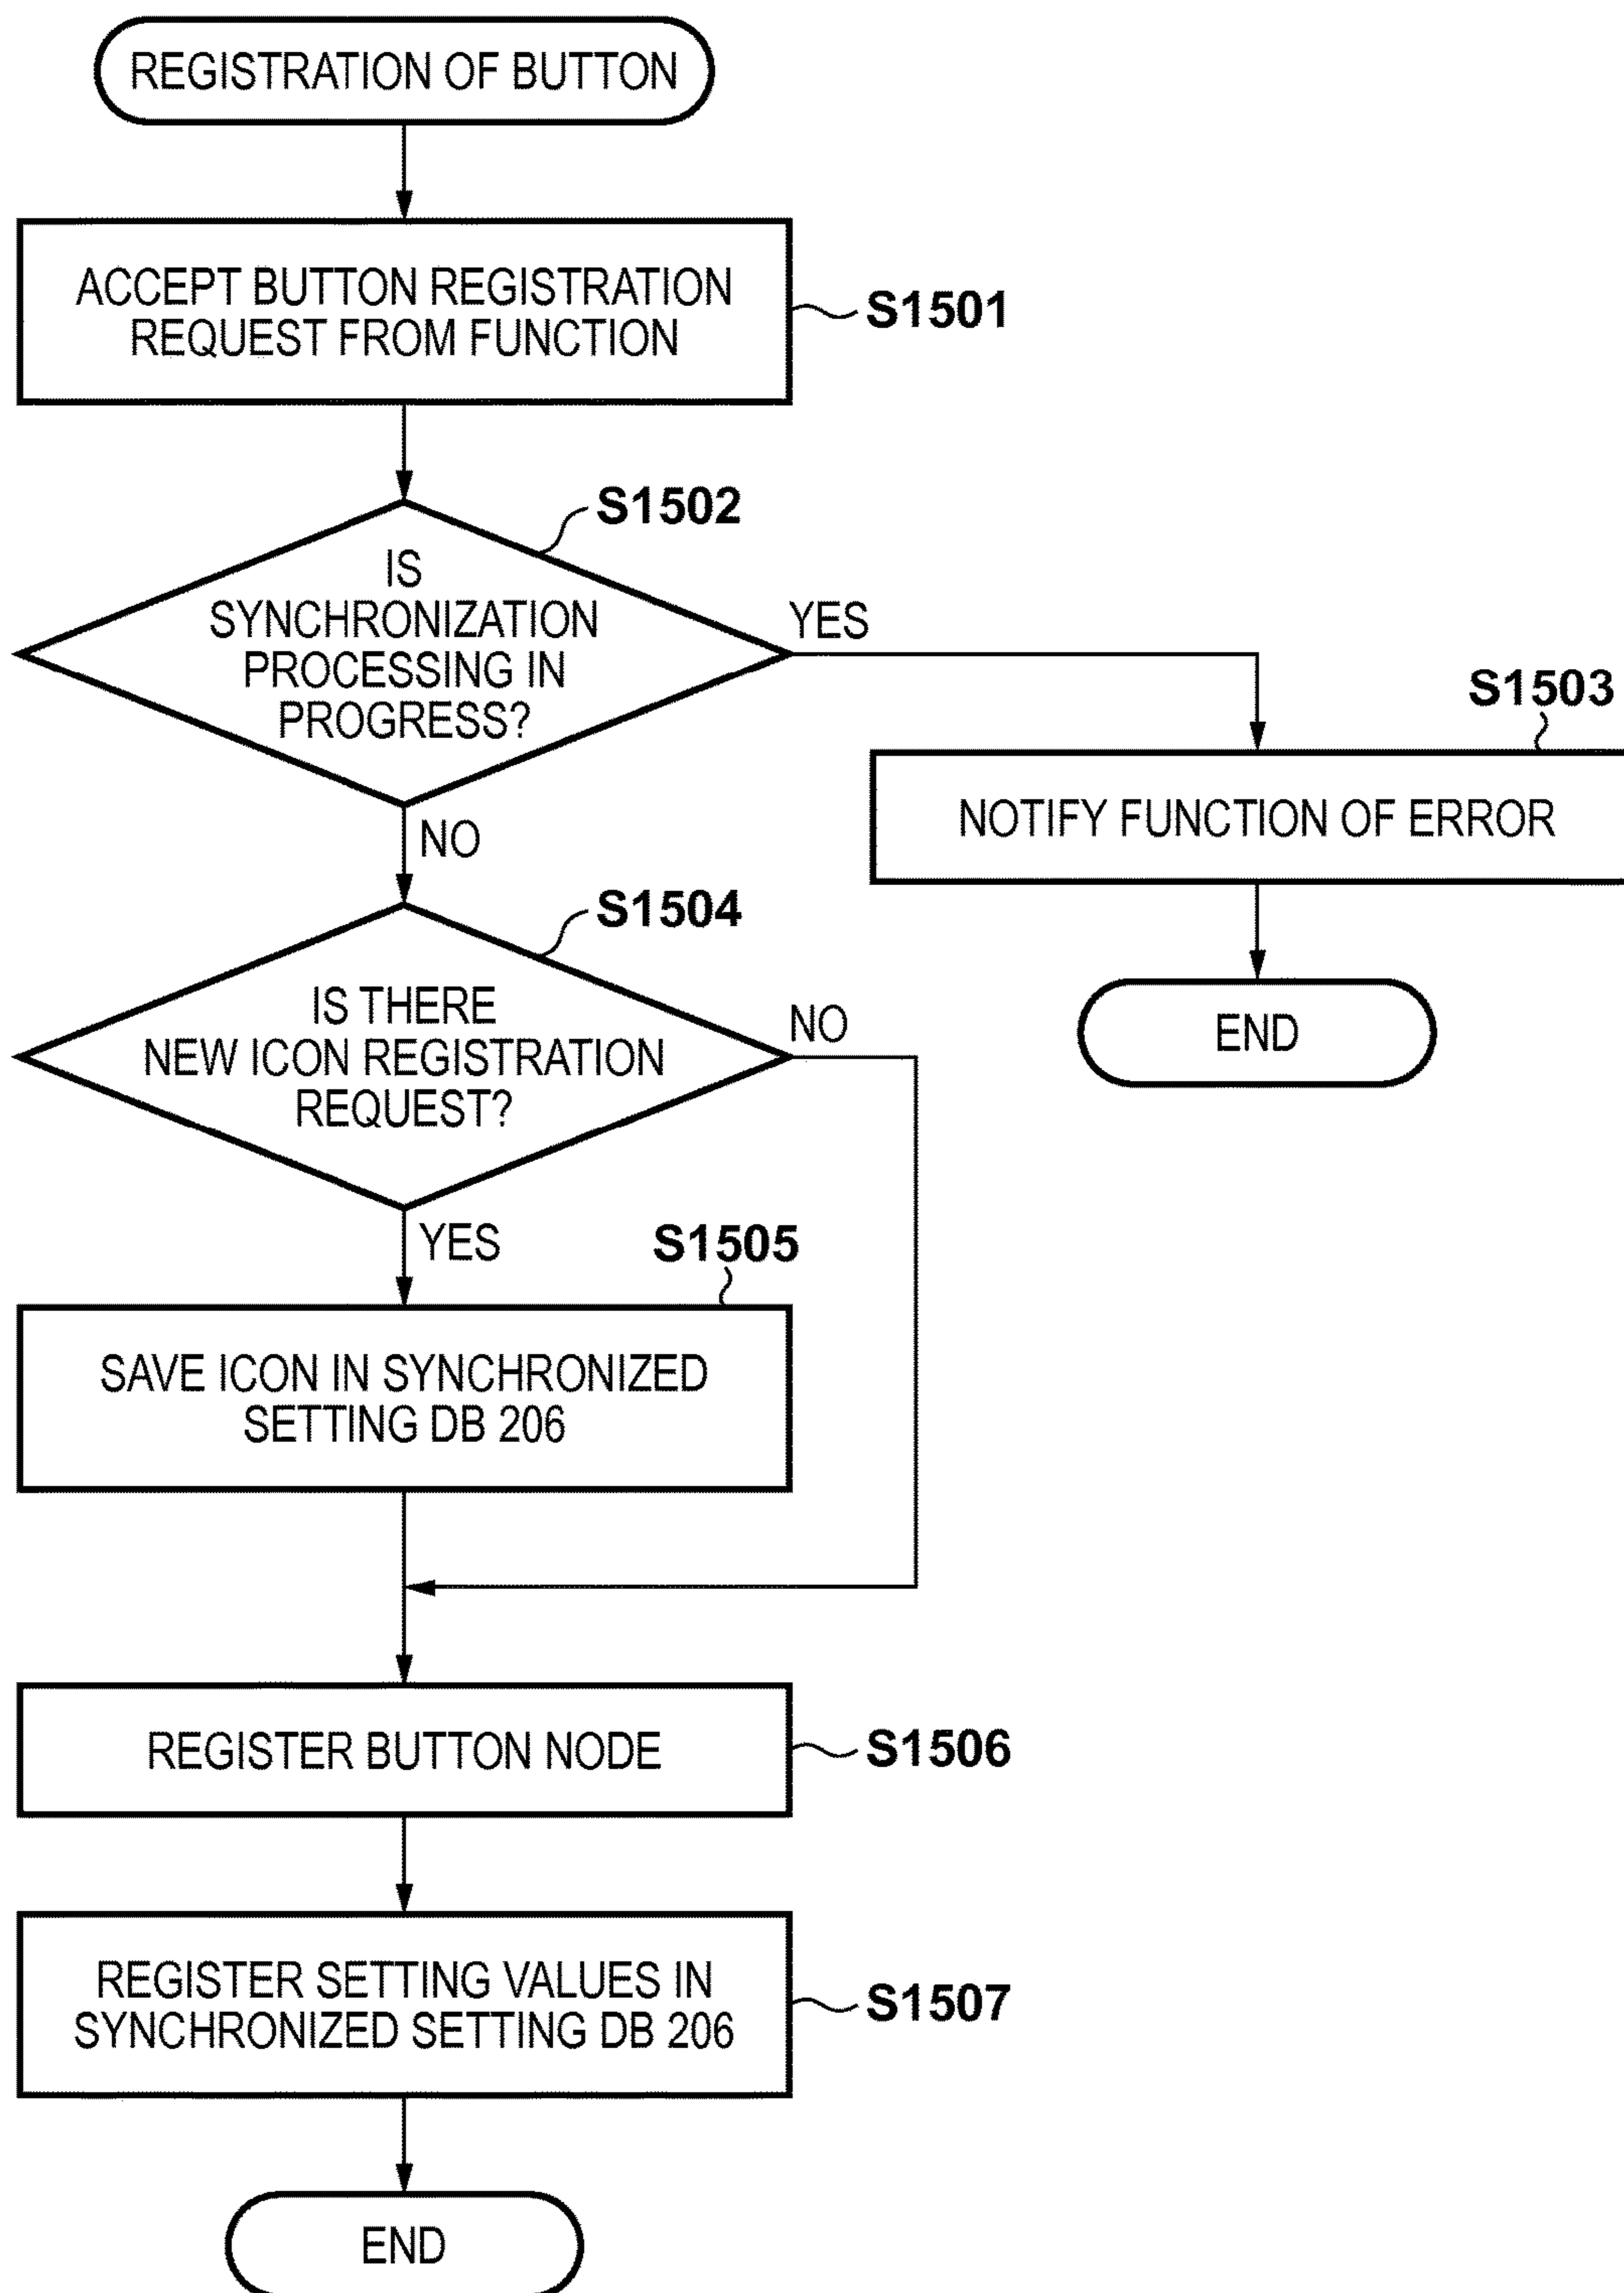 REGISTRATION OF BUTTON
ACCEPT BUTTON REGISTRATION
REQUEST FROM FUNCTION
S1501
S1502
IS
SYNCHRONIZATION
PROCESSING IN
PROGRESS?
YES
S1503
NOTIFY FUNCTION OF ERROR
NO
END
S1504
IS THERE
NEW ICON REGISTRATION
REQUEST?
NO
YES
S1505
SAVE ICON IN SYNCHRONIZED
SETTING DB 206
REGISTER BUTTON NODE
S1506
REGISTER SETTING VALUES IN
SYNCHRONIZED SETTING DB 206
S1507
END